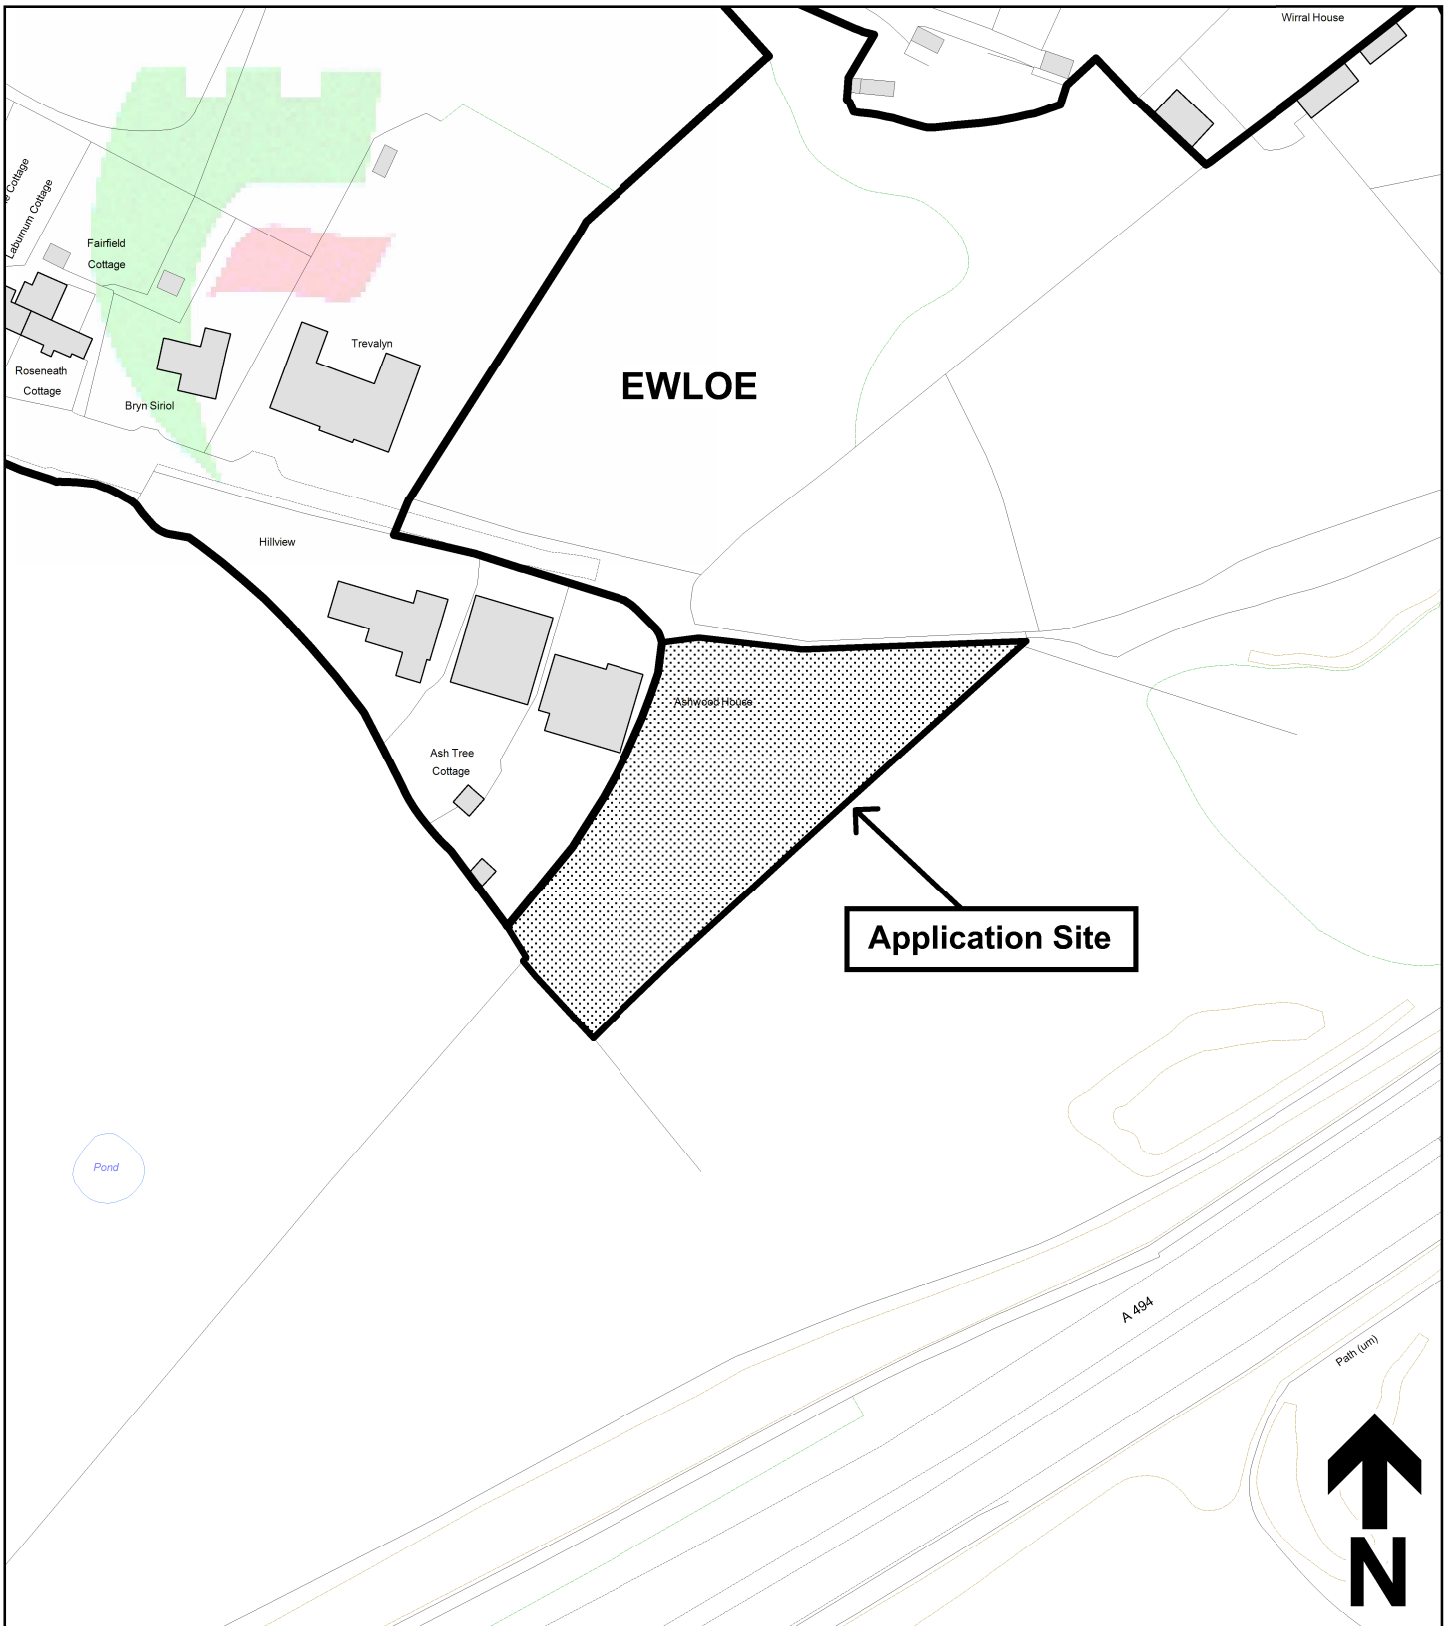 Wirral House
Cottage
Laburnum Cottage
Fairfield
Cottage
Trevalyn
Roseneath
Cottage
Bryn Siriol
EWLOE
Hillview
Ashwood House
Ash Tree
Cottage
Application Site
Pond
A 494
Path (um)
N